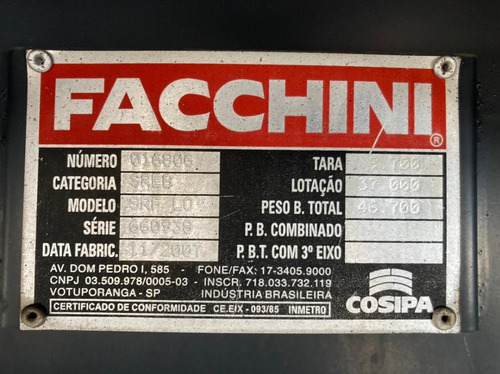 FACCHINI ®
NÚMERO 016806
CATEGORIA
MODELO
SÉRIE
DATA FABRIC. 11/2007
TARA
LOTAÇÃO 37.000
PESO B. TOTAL 46.700
P.B. COMBINADO
P.B.T. COM 3º EIXO
AV. DOM PEDRO I, 585 - FONE/FAX: 17-3405.9000
CNPJ 03.509.978/0005-03 - INSCR. 718.033.732.119
VOTUPORANGA - SP INDÚSTRIA BRASILEIRA
CERTIFICADO DE CONFORMIDADE CE.EIX - 093/85 INMETRO
COSIPA